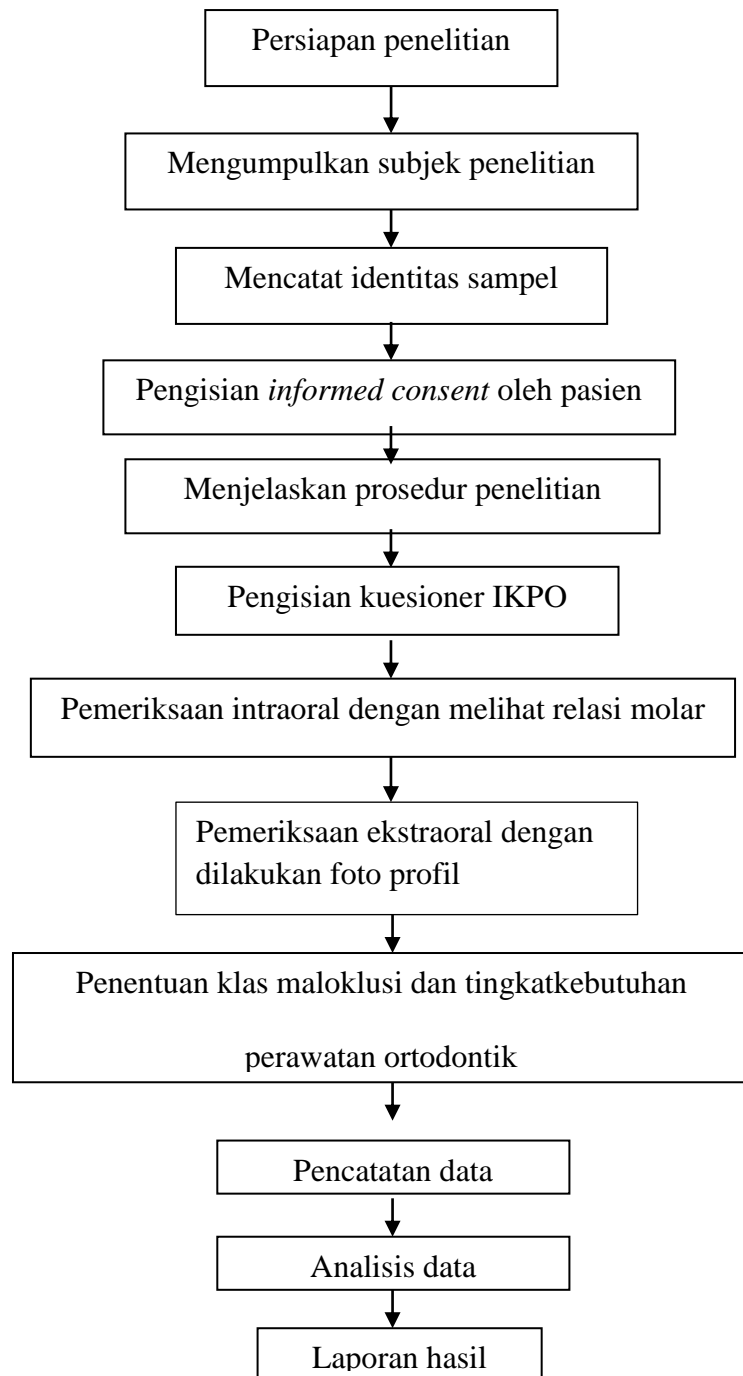 Persiapan penelitian
Mengumpulkan subjek penelitian
Mencatat identitas sampel
Pengisian informed consent oleh pasien
Menjelaskan prosedur penelitian
Pengisian kuesioner IKPO
Pemeriksaan intraoral dengan melihat relasi molar
Pemeriksaan ekstraoral dengan
dilakukan foto profil
Penentuan klas maloklusi dan tingkatkebutuhan
perawatan ortodontik
Pencatatan data
Analisis data
Laporan hasil